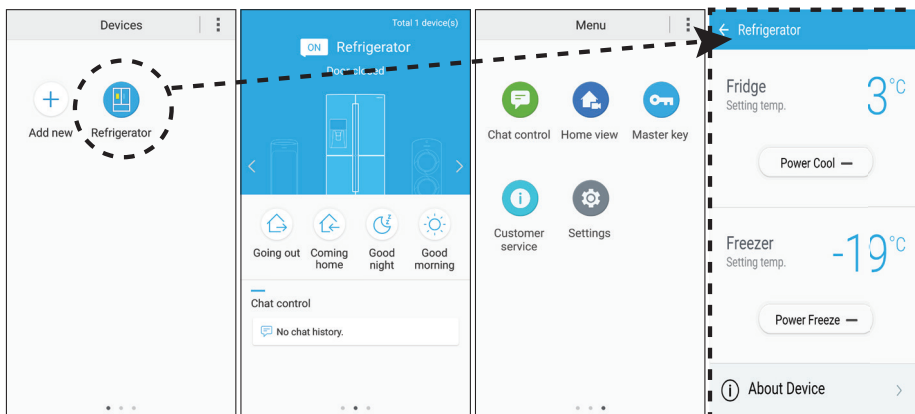 Devices
Add new
Refrigerator
Total 1 device(s)
ON Refrigerator
Door closed
Going out
Coming
home
Good
night
Good
morning
Chat control
No chat history.
Menu
Chat control
Home view
Master key
Customer
service
Settings
Refrigerator
Fridge
Setting temp.
3°C
Power Cool
Freezer
Setting temp.
-19°C
Power Freeze
About Device